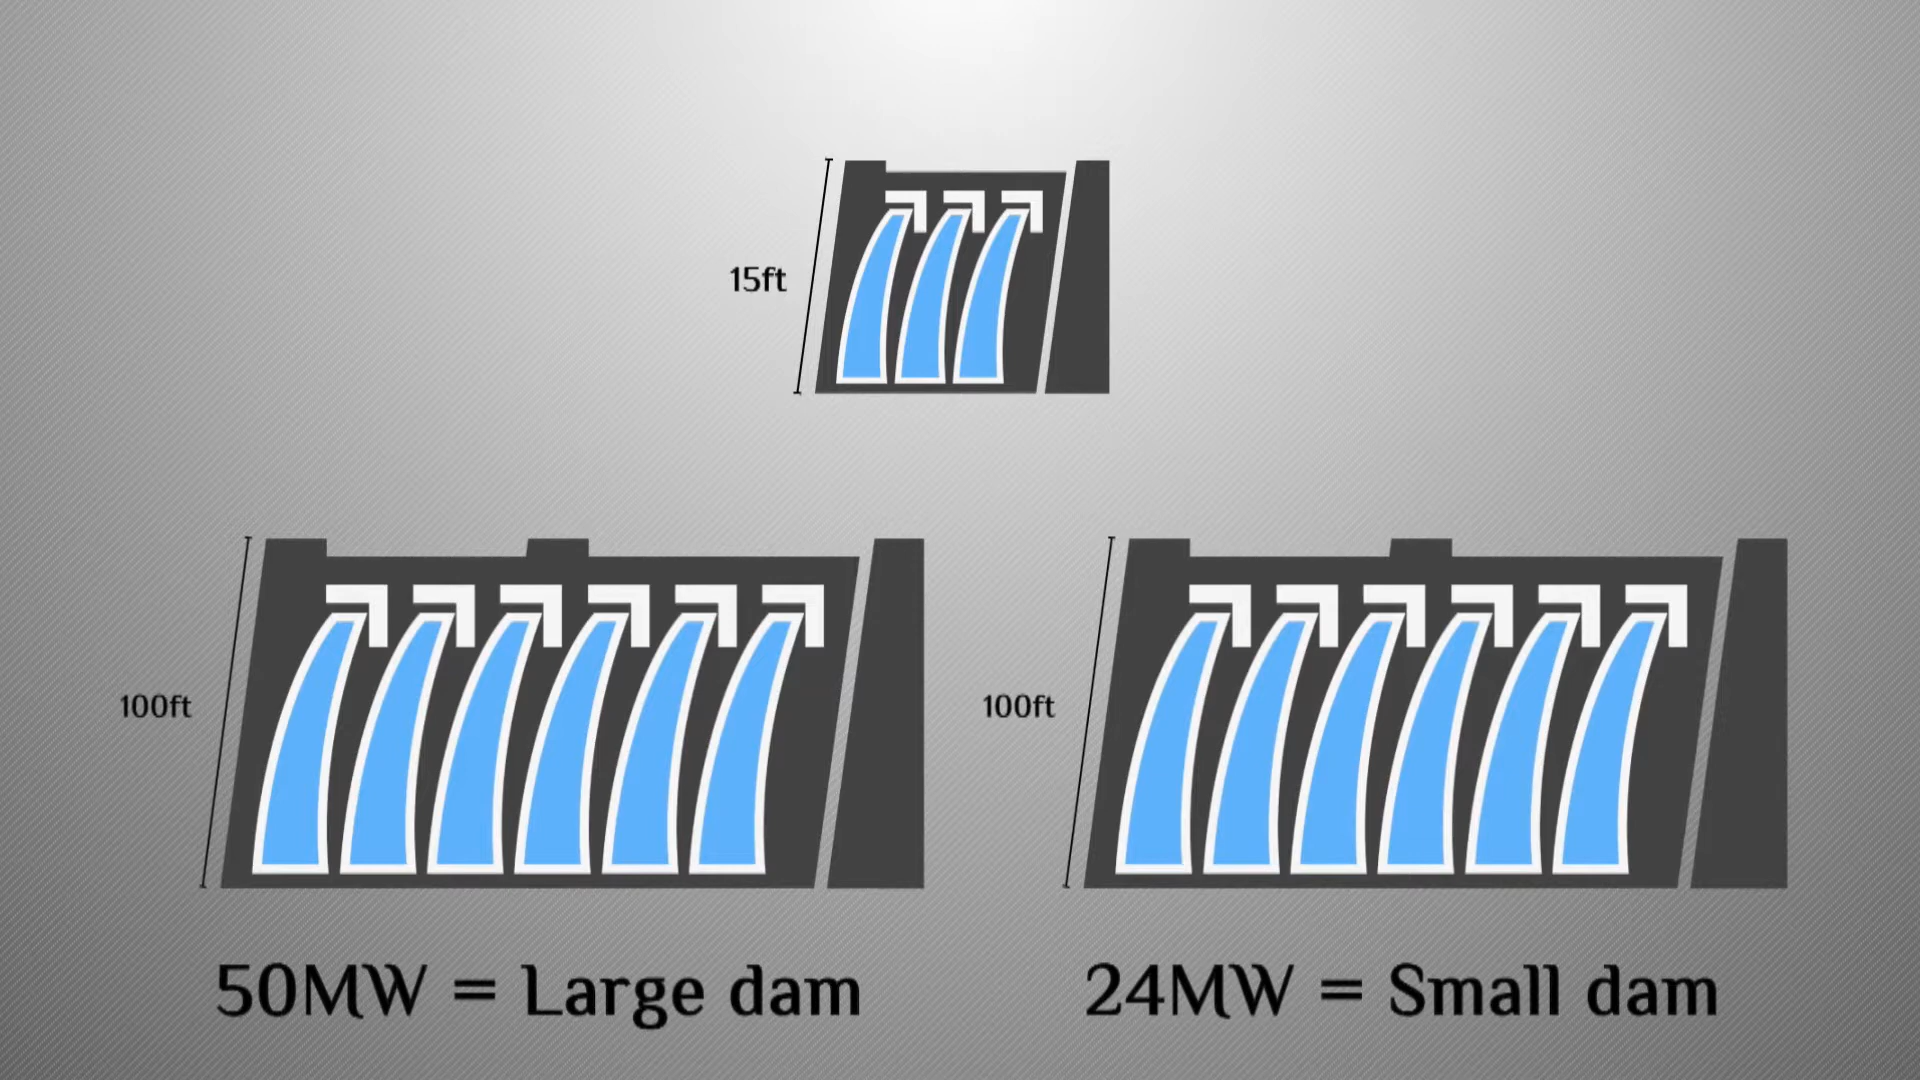 15ft
100ft
100ft
50MW = Large dam
24MW = Small dam